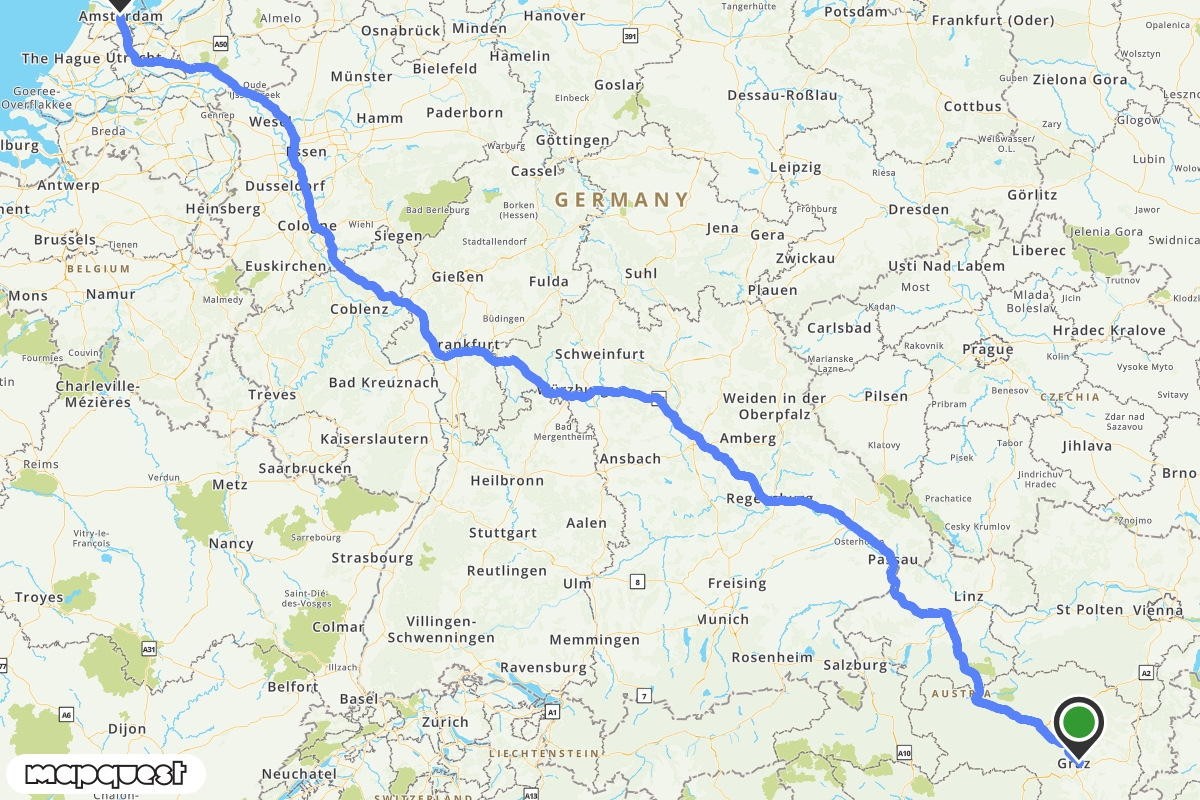 Amsterdam
Almelo
Osnabrück
Minden
Hanover
Tangerhütte
Potsdam
Frankfurt (Oder)
Opalenica
A50
391
The Hague
Utrecht
Hamelin
Wolsztyn
Goeree-
Overflakkee
Oude
Münster
Bielefeld
Goslar
Guben
Zielona Gora
Gennep
Wesel
Hamm
Paderborn
Einbeck
Dessau-Roßlau
Cottbus
Breda
Zary
Glogow
lburg
Essen
Warburg
Göttingen
Weißwasser/
O.L.
Lubin
Antwerp
Dusseldorf
Cassel
Leipzig
Riesa
Görlitz
Heinsberg
Bad Berleburg
Borken
(Hessen)
GERMANY
Frohburg
Dresden
Jawor
Brussels
Tienen
Cologne
Wiehl
Siegen
Stadtallendorf
Jena
Gera
Jelenia Gora
Swidnica
BELGIUM
Euskirchen
Gießen
Fulda
Suhl
Zwickau
Liberec
Usti Nad Labem
Mons
Namur
Malmedy
Coblenz
Büdingen
Plauen
Most
Mlada
Boleslav
Jicin
Trutnov
Kadan
Carlsbad
Hradec Kralove
Fourmies
Couvin
Frankfurt
Schweinfurt
Marianske
Lazne
Rakovnik
Prague
Kolin
Charleville-
Mézières
Bad Kreuznach
Vysoke Myto
Treves
Würzburg
Weiden in der
Oberpfalz
Pilsen
Pribram
Benesov
CZECHIA
Svitavy
Bad
Mergentheim
Amberg
Zdar nad
Sazavou
Kaiserslautern
Klatovy
Tabor
Jihlava
Reims
Verdun
Saarbrucken
Ansbach
Pisek
Jindrichuv
Hradec
Brno
Metz
Heilbronn
Regensburg
Prachatice
Vitry-le-
François
Sarrebourg
Stuttgart
Aalen
Cesky Krumlov
Znojmo
Nancy
Strasbourg
Osterhofen
Passau
Reutlingen
Ulm
8
Freising
Troyes
Saint-Dié-
des-Vosges
Linz
St Polten
Vienna
Colmar
Villingen-
Schwenningen
Munich
Memmingen
A31
Illzach
Ravensburg
Rosenheim
Salzburg
A2
Belfort
Basel
7
AUSTRIA
A6
Dijon
Zürich
A1
A10
LIECHTENSTEIN
Graz
mapquest
Neuchatel
A13
SWITZERLAND